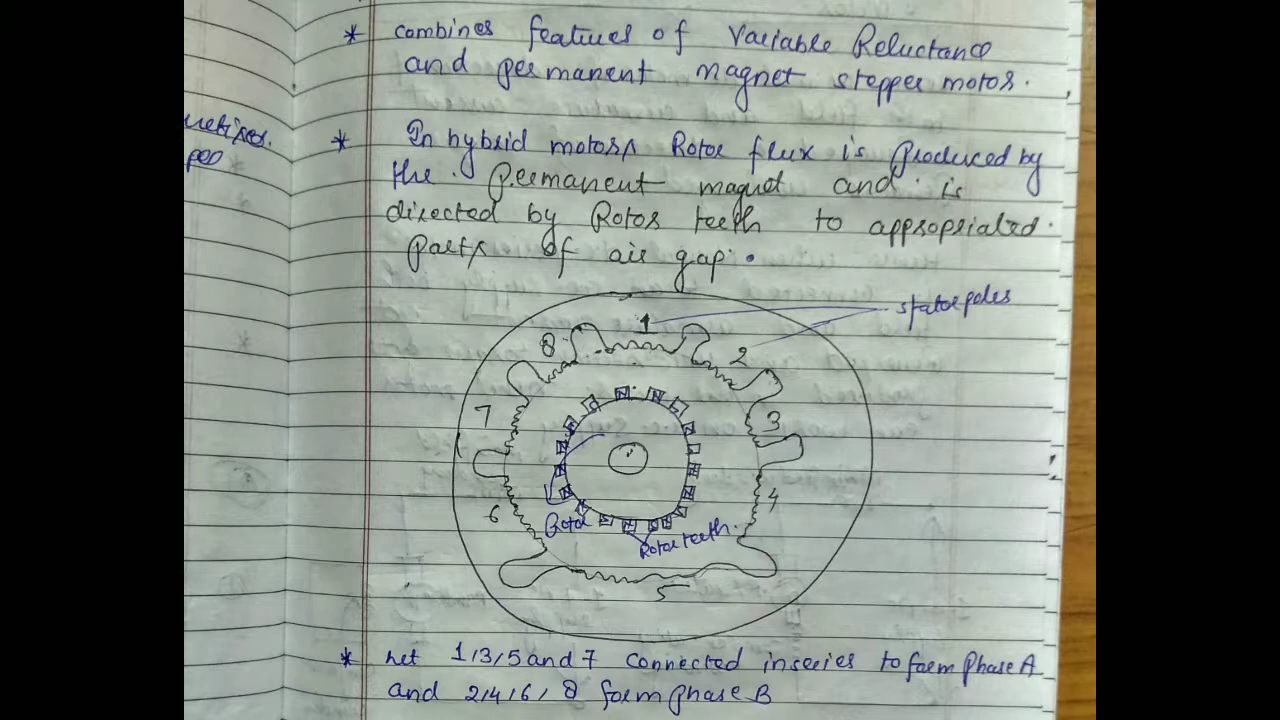 * combines features of Variable Reluctance
and permanent magnet stepper motor.
* In hybrid motors, Rotor flux is produced by
the permanent magnet and is
directed by Rotor teeth to appropriated
parts of air gap.
stator poles
1
2
8
7
3
4
6
Rotor
Rotor teeth.
5
* Let 1,3,5 and 7 connected inseries to form Phase A
and 2,4,6,8 form phase B